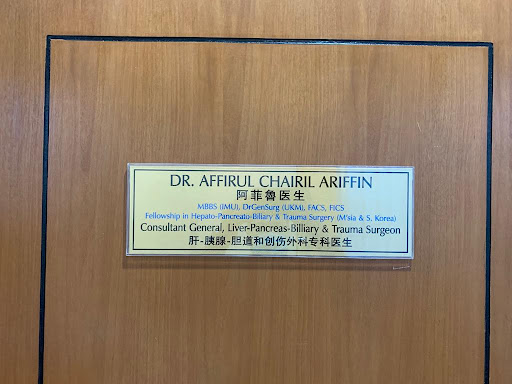 DR. AFFIRUL CHAIRIL ARIFFIN
阿菲鲁医生
MBBS (IMU), DrGenSurg (UKM), FACS, FICS
Fellowship in Hepato-Pancreato-Biliary & Trauma Surgery (M'sia & S. Korea)
Consultant General, Liver-Pancreas-Billiary & Trauma Surgeon
肝-胰腺-胆道和创伤外科专科医生